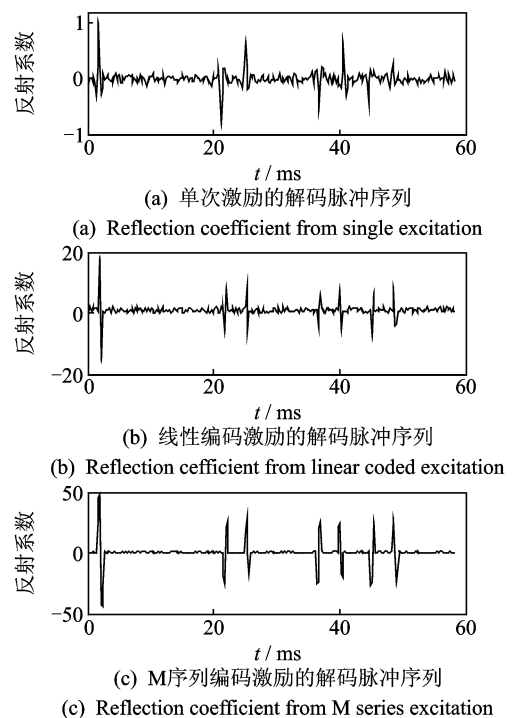 1
0
−1
反射系数
0
20
40
60
t / ms
(a) 单次激励的解码脉冲序列
(a) Reflection coefficient from single excitation
20
0
−20
反射系数
0
20
40
60
t / ms
(b) 线性编码激励的解码脉冲序列
(b) Reflection cefficient from linear coded excitation
50
0
−50
反射系数
0
20
40
60
t / ms
(c) M序列编码激励的解码脉冲序列
(c) Reflection coefficient from M series excitation